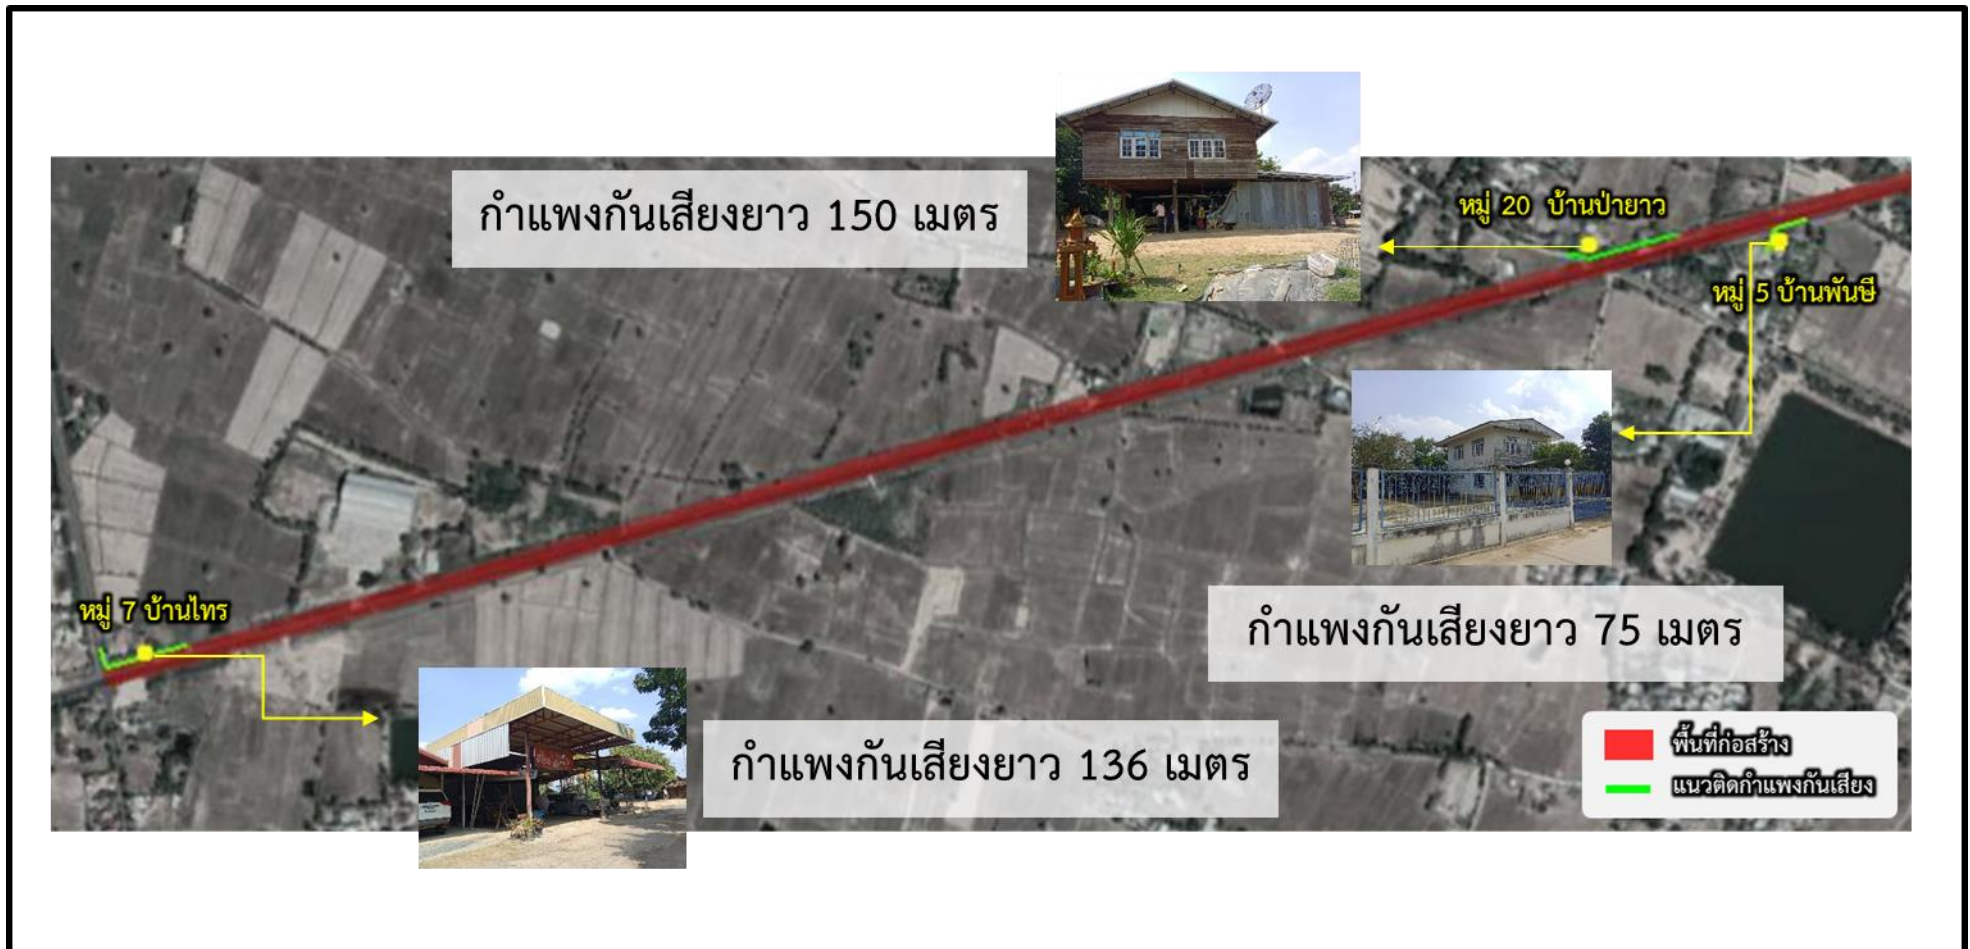 กำแพงกันเสียงยาว 150 เมตร
หมู่ 20 บ้านป่ายาว
หมู่ 5 บ้านพันษี
หมู่ 7 บ้านไทร
กำแพงกันเสียงยาว 75 เมตร
กำแพงกันเสียงยาว 136 เมตร
พื้นที่ก่อสร้าง
แนวติดกำแพงกันเสียง